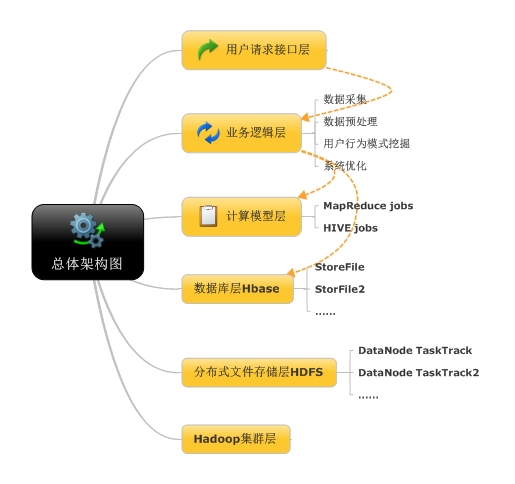 用户请求接口层
数据采集
数据预处理
业务逻辑层
用户行为模式挖掘
系统优化
计算模型层
MapReduce jobs
HIVE jobs
总体架构图
StoreFile
数据库层Hbase
StorFile2
......
DataNode TaskTrack
分布式文件存储层HDFS
DataNode TaskTrack2
......
Hadoop集群层